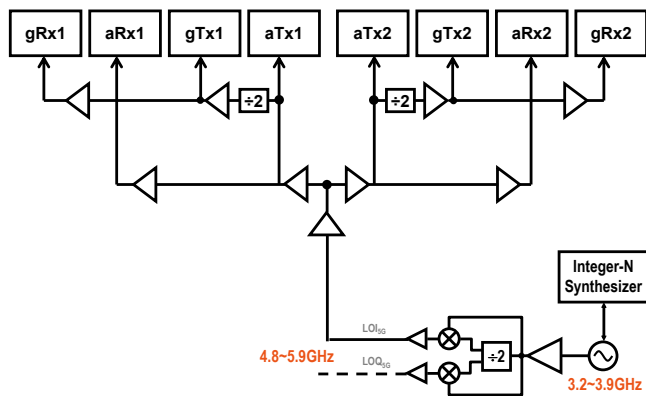 gRx1 aRx1 gTx1 aTx1 aTx2 gTx2 aRx2 gRx2
÷2 ÷2
Integer-N
Synthesizer
LOI5G
4.8~5.9GHz
÷2
LOQ5G
3.2~3.9GHz